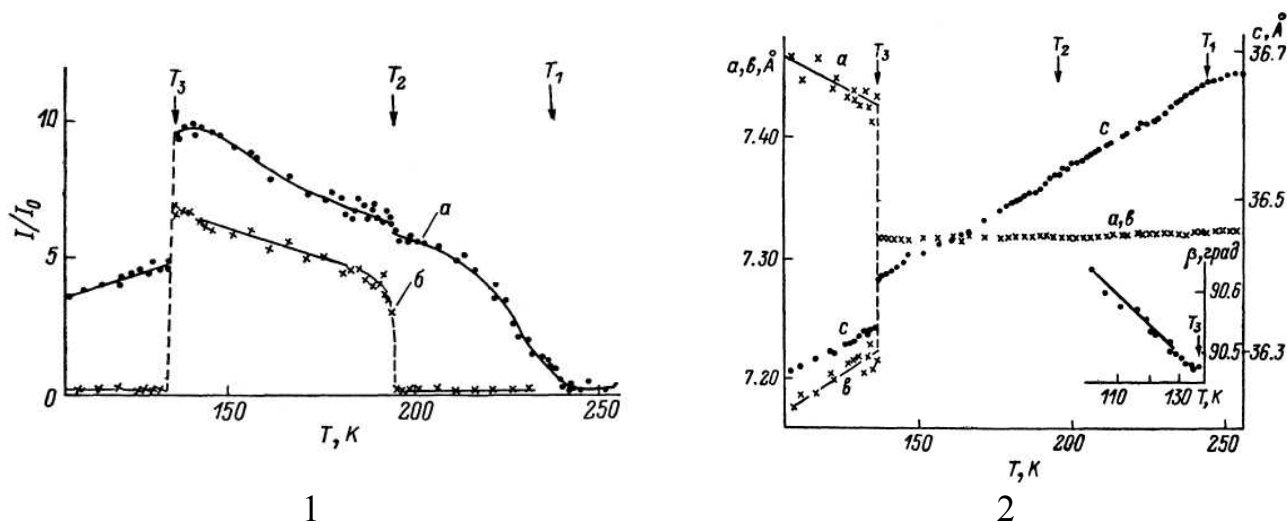 T₃ T₂ T₁
10
5
0
I/I₀
а
б
150 200 250
T, К
1
a, в, Å
c, Å
T₃ T₂ T₁
7.40
7.30
7.20
36.7
36.5
36.3
a
c
a, в
c
в
β, град
90.6
90.5
T₃
110 130 T, К
150 200 250
T, К
2